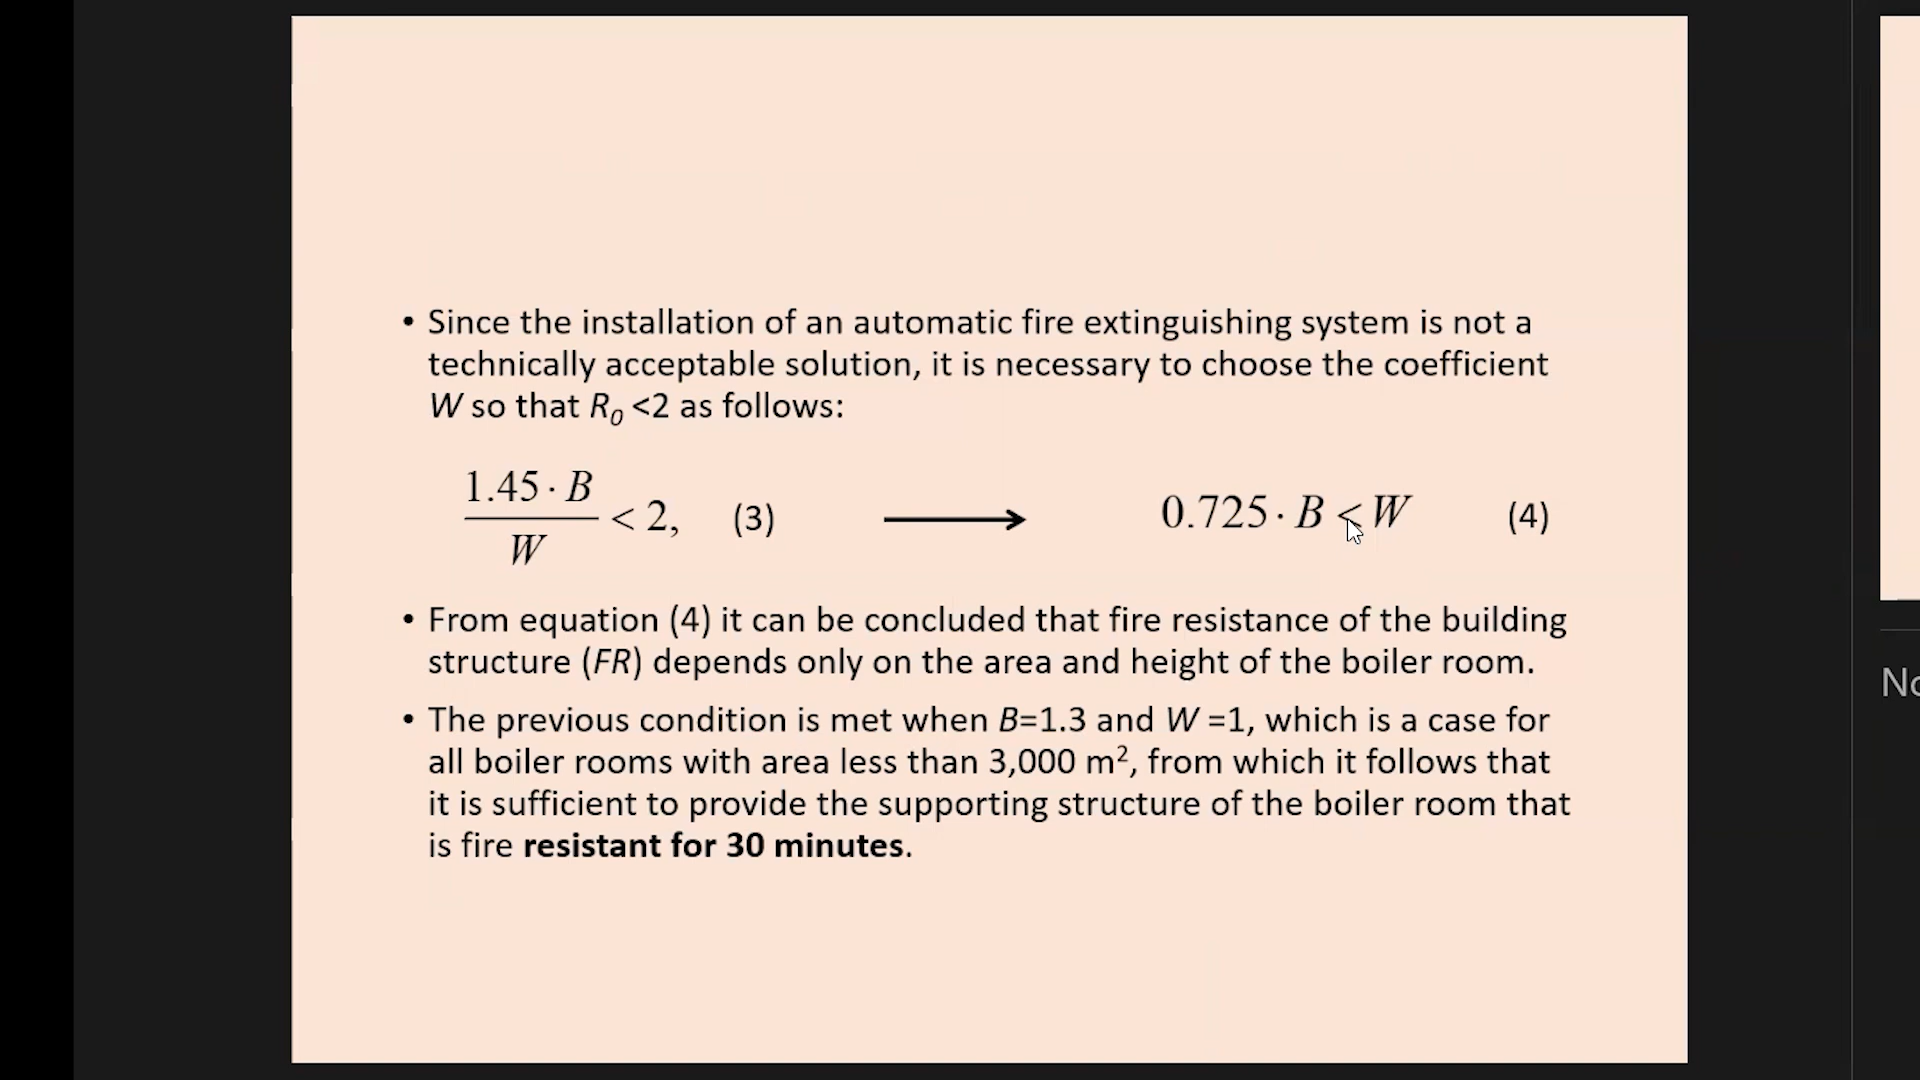 • Since the installation of an automatic fire extinguishing system is not a
technically acceptable solution, it is necessary to choose the coefficient
W so that R₀ <2 as follows:
1.45 · B / W < 2, (3) → 0.725 · B < W (4)
• From equation (4) it can be concluded that fire resistance of the building
structure (FR) depends only on the area and height of the boiler room.
• The previous condition is met when B=1.3 and W =1, which is a case for
all boiler rooms with area less than 3,000 m², from which it follows that
it is sufficient to provide the supporting structure of the boiler room that
is fire resistant for 30 minutes.